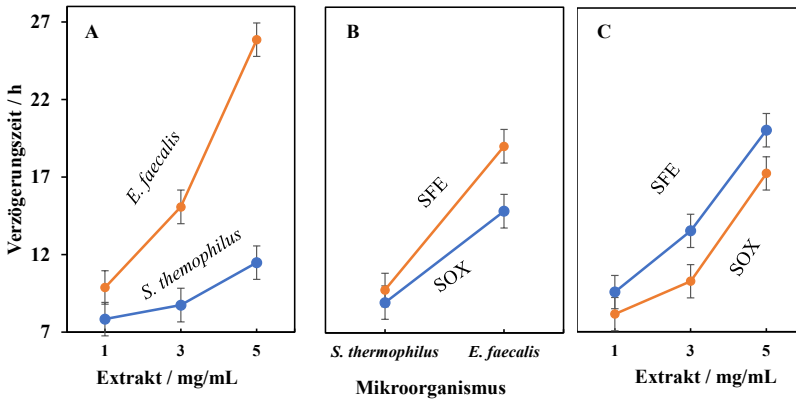 Verzögerungszeit / h
27
22
17
12
7
A
E. faecalis
S. themophilus
1 3 5
Extrakt / mg/mL
B
SFE
SOX
S. thermophilus E. faecalis
Mikroorganismus
C
SFE
SOX
1 3 5
Extrakt / mg/mL